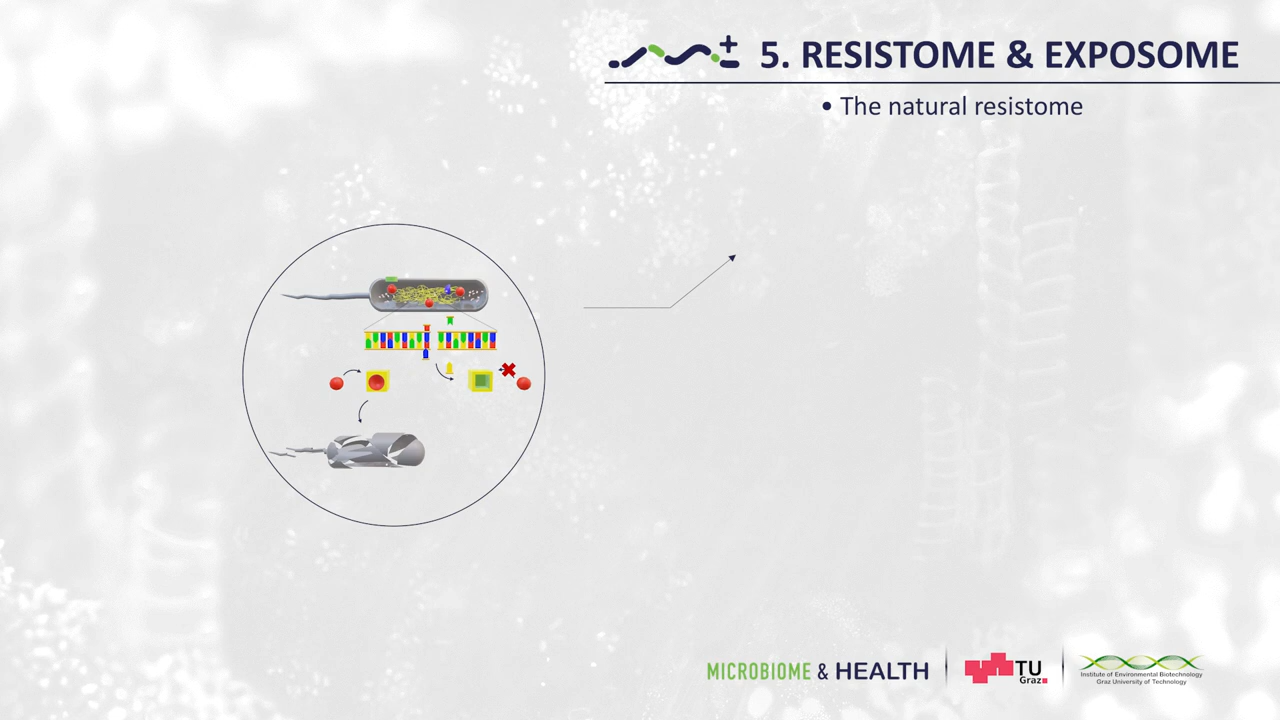 5. RESISTOME & EXPOSOME
• The natural resistome
MICROBIOME & HEALTH
TU
Graz
Institute of Environmental Biotechnology
Graz University of Technology